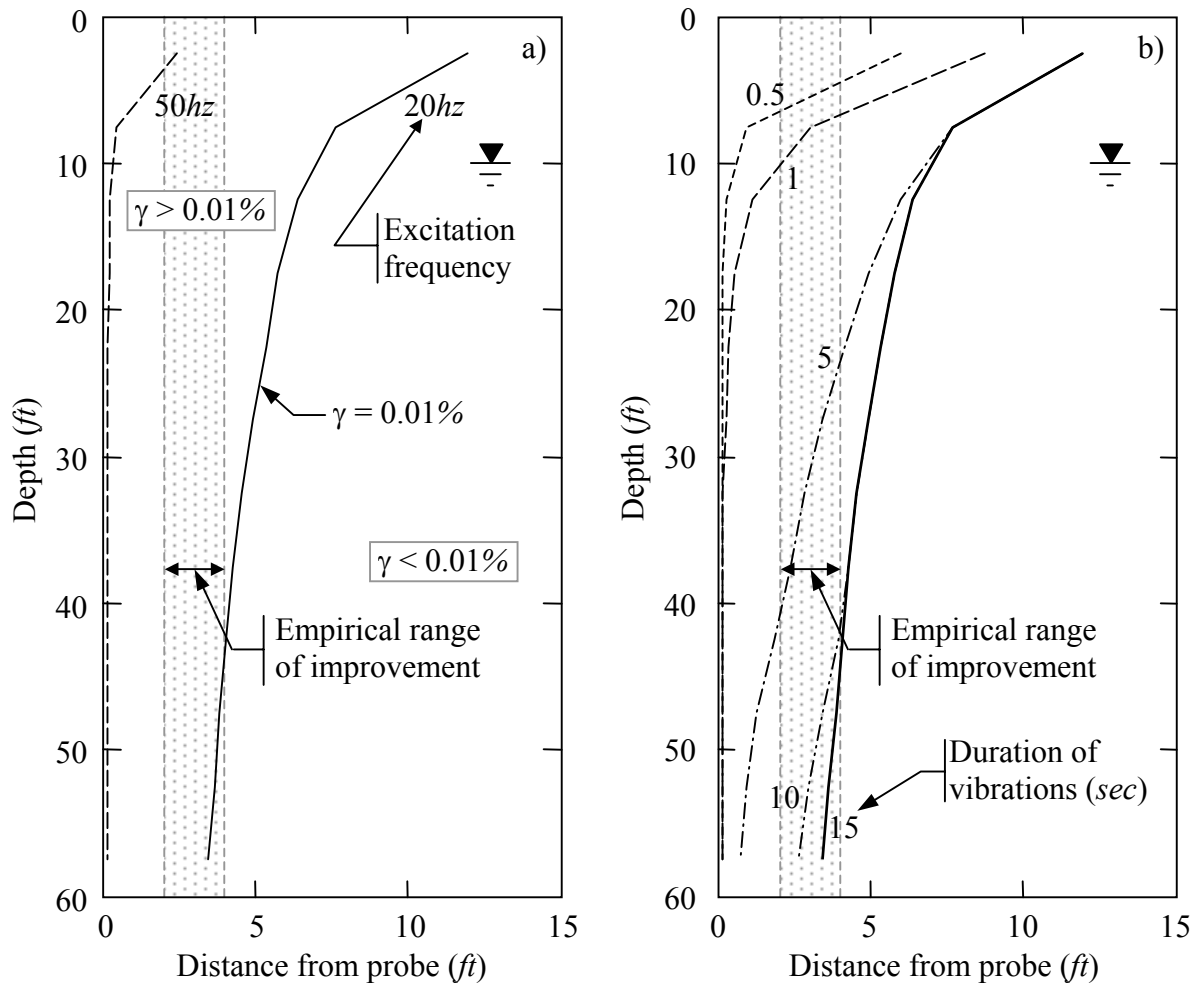 a)
0
10
20
30
40
50
60
Depth (ft)
50hz
20hz
γ > 0.01%
Excitation
frequency
γ = 0.01%
γ < 0.01%
Empirical range
of improvement
0
5
10
15
Distance from probe (ft)
b)
0
10
20
30
40
50
60
Depth (ft)
0.5
1
5
Empirical range
of improvement
Duration of
vibrations (sec)
10
15
0
5
10
15
Distance from probe (ft)